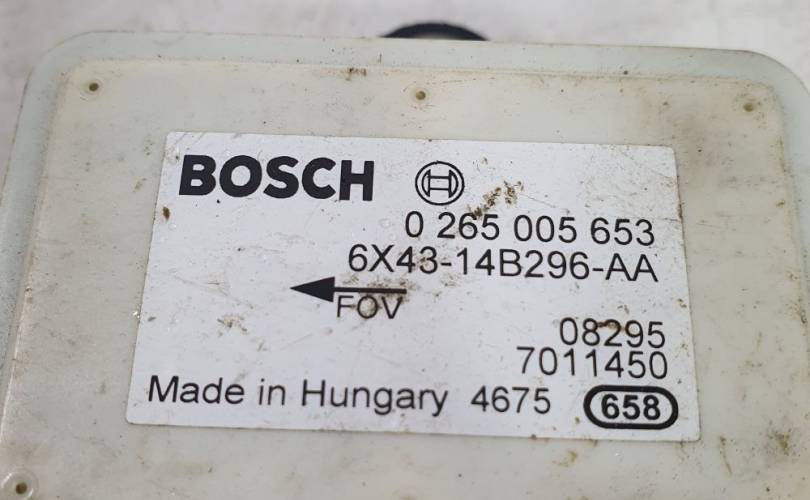 BOSCH
0 265 005 653
6X43-14B296-AA
FOV
08295
7011450
Made in Hungary 4675 658